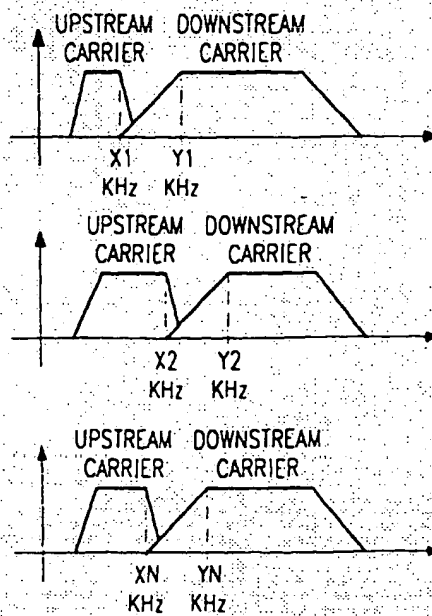 UPSTREAM DOWNSTREAM
CARRIER CARRIER
X1 Y1
KHz KHz
UPSTREAM DOWNSTREAM
CARRIER CARRIER
X2 Y2
KHz KHz
UPSTREAM DOWNSTREAM
CARRIER CARRIER
XN YN
KHz KHz